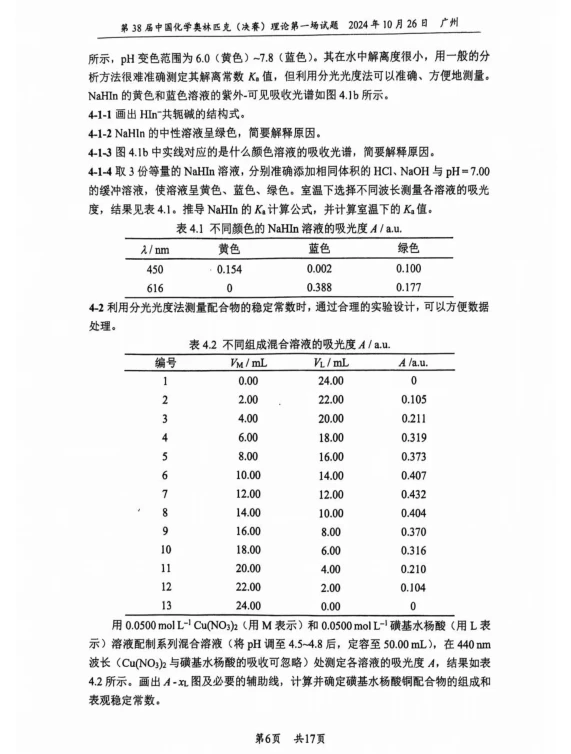 第 38 届中国化学奥林匹克（决赛）理论第一场试题 2024 年 10 月 26 日 广州
所示，pH 变色范围为 6.0（黄色）~7.8（蓝色）。其在水中解离度很小，用一般的分
析方法很难准确测定其解离常数 Kₐ 值，但利用分光光度法可以准确、方便地测量。
NaHIn 的黄色和蓝色溶液的紫外-可见吸收光谱如图 4.1b 所示。
4-1-1 画出 HIn⁻共轭碱的结构式。
4-1-2 NaHIn 的中性溶液呈绿色，简要解释原因。
4-1-3 图 4.1b 中实线对应的是什么颜色溶液的吸收光谱，简要解释原因。
4-1-4 取 3 份等量的 NaHIn 溶液，分别准确添加相同体积的 HCl、NaOH 与 pH = 7.00
的缓冲溶液，使溶液呈黄色、蓝色、绿色。室温下选择不同波长测量各溶液的吸光
度，结果见表 4.1。推导 NaHIn 的 Kₐ 计算公式，并计算室温下的 Kₐ 值。
表 4.1 不同颜色的 NaHIn 溶液的吸光度 A / a.u.
λ / nm 黄色 蓝色 绿色
450 0.154 0.002 0.100
616 0 0.388 0.177
4-2 利用分光光度法测量配合物的稳定常数时，通过合理的实验设计，可以方便数据
处理。
表 4.2 不同组成混合溶液的吸光度 A / a.u.
编号 V_M / mL V_L / mL A /a.u.
1 0.00 24.00 0
2 2.00 22.00 0.105
3 4.00 20.00 0.211
4 6.00 18.00 0.319
5 8.00 16.00 0.373
6 10.00 14.00 0.407
7 12.00 12.00 0.432
8 14.00 10.00 0.404
9 16.00 8.00 0.370
10 18.00 6.00 0.316
11 20.00 4.00 0.210
12 22.00 2.00 0.104
13 24.00 0.00 0
用 0.0500 mol L⁻¹ Cu(NO₃)₂（用 M 表示）和 0.0500 mol L⁻¹ 磺基水杨酸（用 L 表
示）溶液配制系列混合溶液（将 pH 调至 4.5~4.8 后，定容至 50.00 mL），在 440 nm
波长（Cu(NO₃)₂ 与磺基水杨酸的吸收可忽略）处测定各溶液的吸光度 A，结果如表
4.2 所示。画出 A - x_L 图及必要的辅助线，计算并确定磺基水杨酸铜配合物的组成和
表观稳定常数。
第6页 共17页